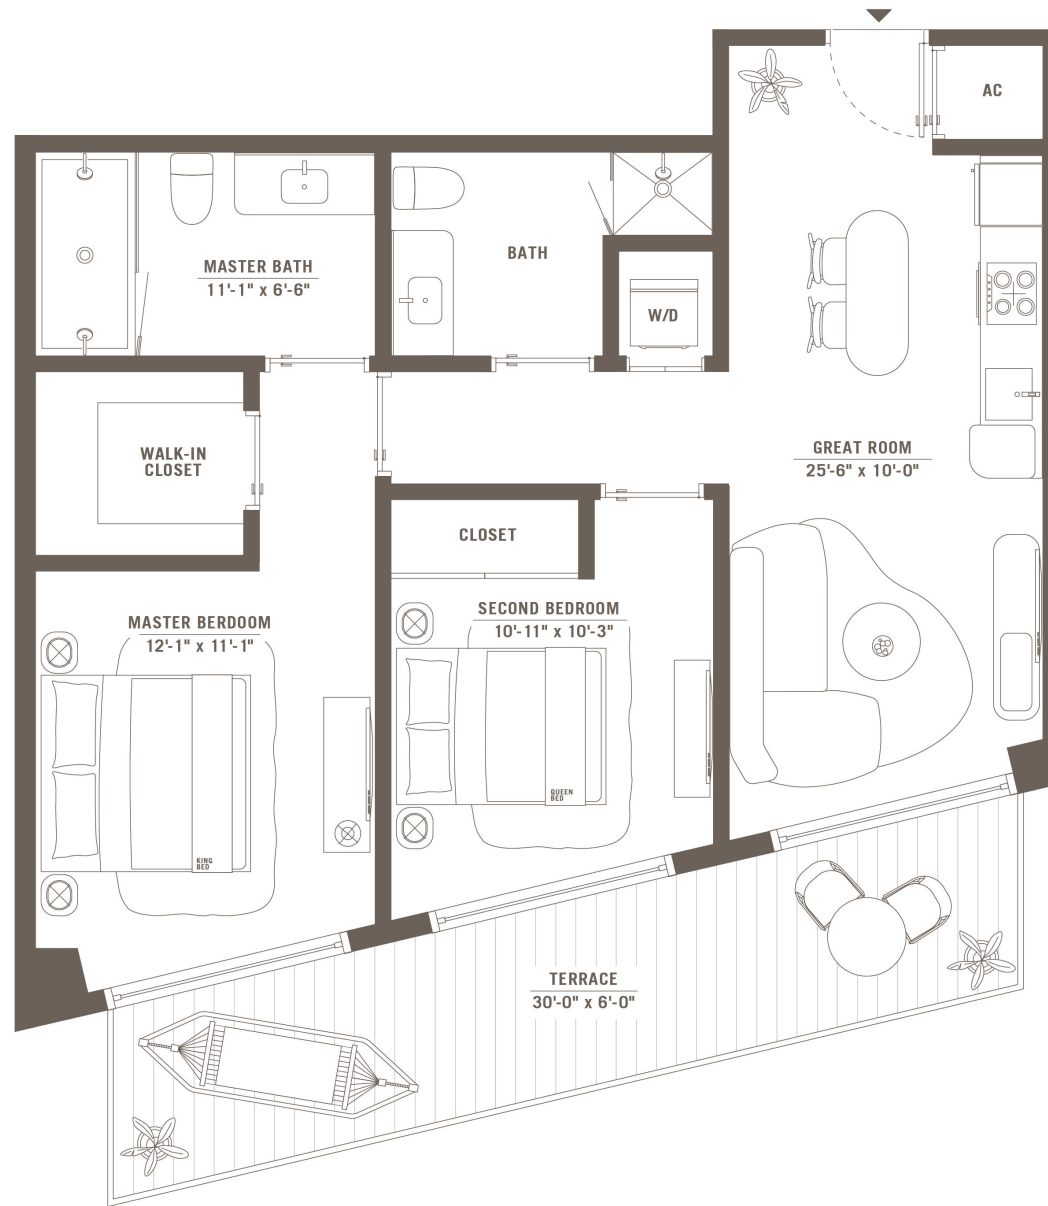 AC
MASTER BATH
11'-1" x 6'-6"
BATH
W/D
WALK-IN
CLOSET
GREAT ROOM
25'-6" x 10'-0"
CLOSET
MASTER BERDOOM
12'-1" x 11'-1"
SECOND BEDROOM
10'-11" x 10'-3"
QUEEN
BED
KING
BED
TERRACE
30'-0" x 6'-0"